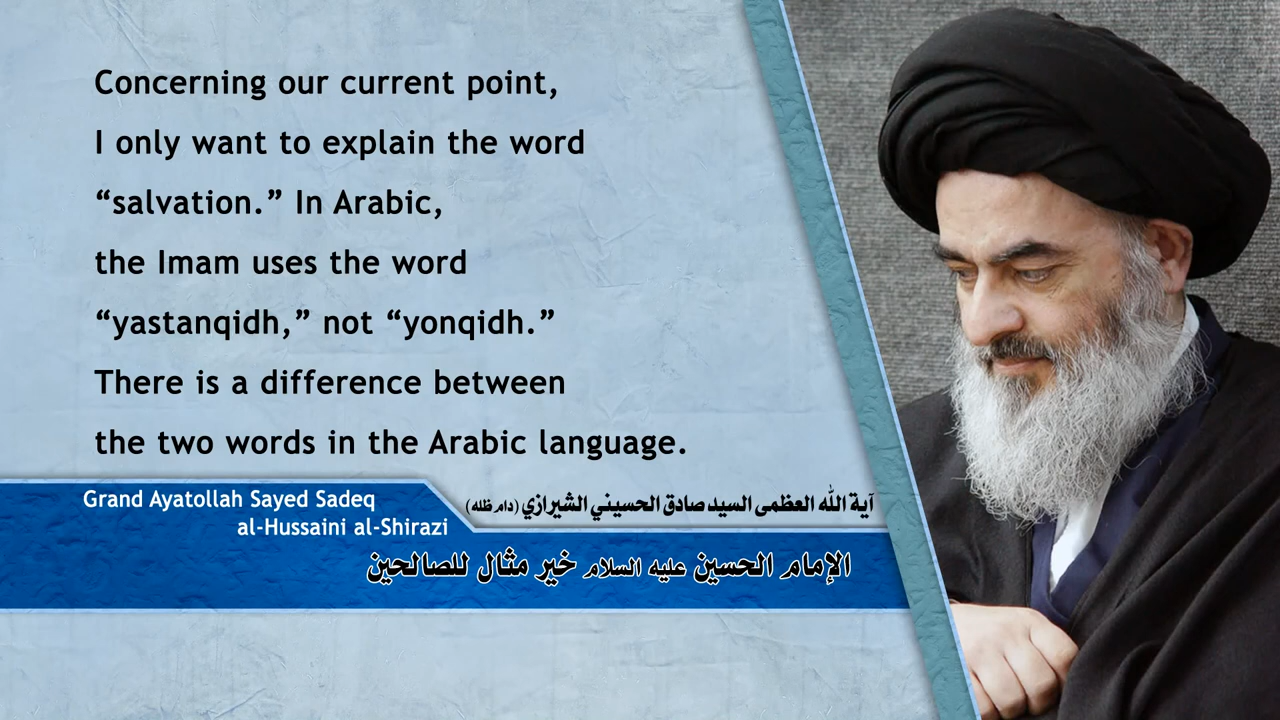 Concerning our current point,
I only want to explain the word
“salvation.” In Arabic,
the Imam uses the word
“yastanqidh,” not “yonqidh.”
There is a difference between
the two words in the Arabic language.
Grand Ayatollah Sayed Sadeq
al-Hussaini al-Shirazi
آية الله العظمى السيد صادق الحسيني الشيرازي (دام ظله)
الإمام الحسين عليه السلام خير مثال للصالحين